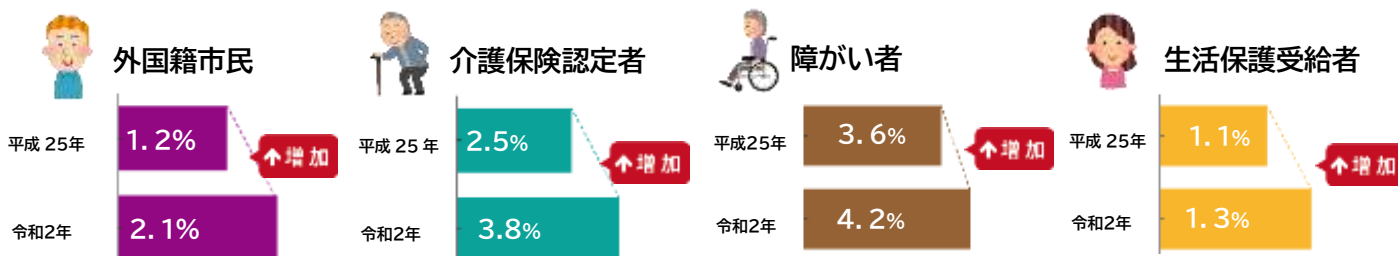 外国籍市民
平成 25年
1.2%
↑増加
令和2年
2.1%
介護保険認定者
平成 25 年
2.5%
↑増加
令和2年
3.8%
障がい者
平成25年
3.6%
↑増加
令和2年
4.2%
生活保護受給者
平成 25年
1.1%
↑増加
令和2年
1.3%